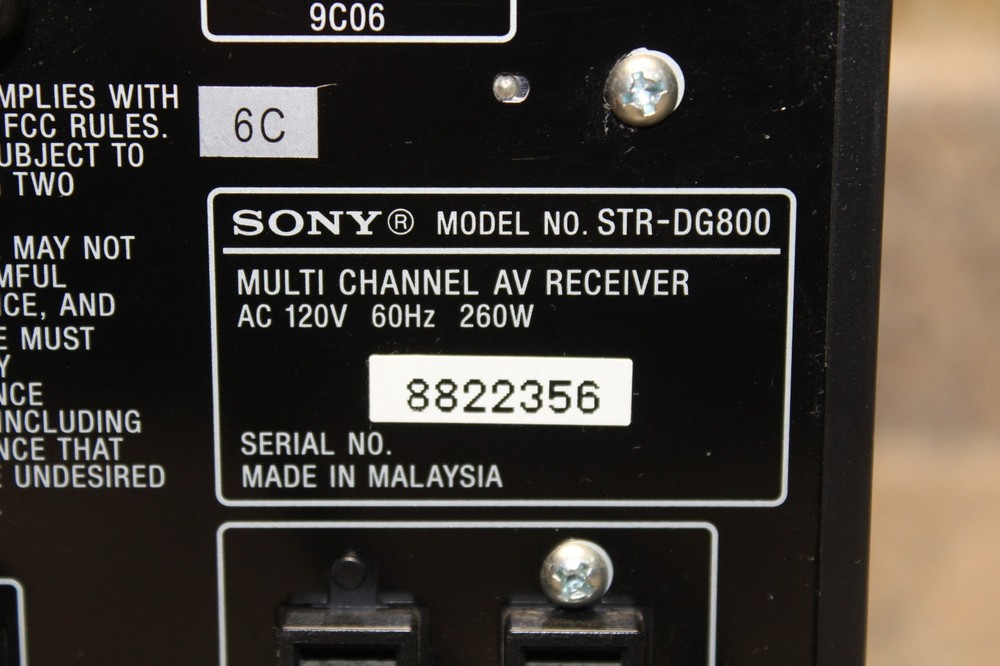 9C06
MPLIES WITH
FCC RULES.
UBJECT TO
TWO
MAY NOT
MFUL
ICE, AND
E MUST
Y
NCE
INCLUDING
NCE THAT
E UNDESIRED
6C
SONY® MODEL NO. STR-DG800
MULTI CHANNEL AV RECEIVER
AC 120V 60Hz 260W
8822356
SERIAL NO.
MADE IN MALAYSIA